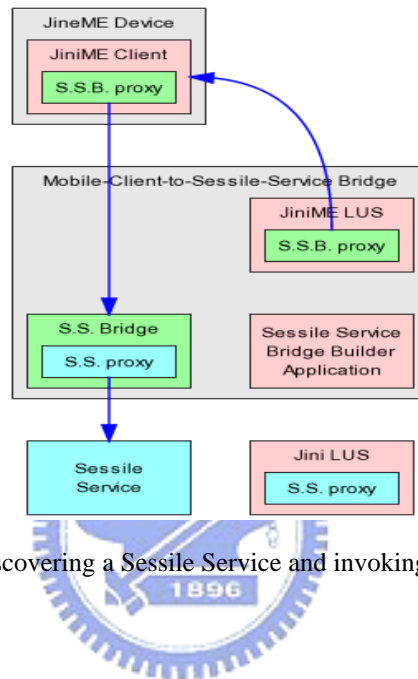 JineME Device
JiniME Client
S.S.B. proxy
Mobile-Client-to-Sessile-Service Bridge
JiniME LUS
S.S.B. proxy
S.S. Bridge
S.S. proxy
Sessile Service
Bridge Builder
Application
Sessile
Service
Jini LUS
S.S. proxy
scovering a Sessile Service and invoking
1896